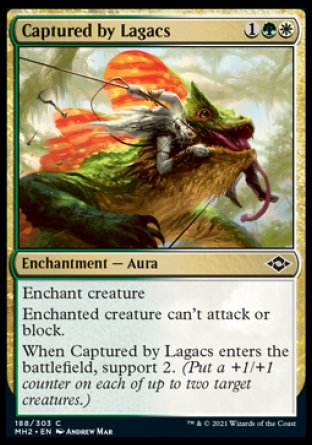 Captured by Lagacs 1
Enchantment — Aura
Enchant creature
Enchanted creature can't attack or
block.
When Captured by Lagacs enters the
battlefield, support 2. (Put a +1/+1
counter on each of up to two target
creatures.)
188/303 C
MH2 • EN ANDREW MAR
™ & © 2021 Wizards of the Coast